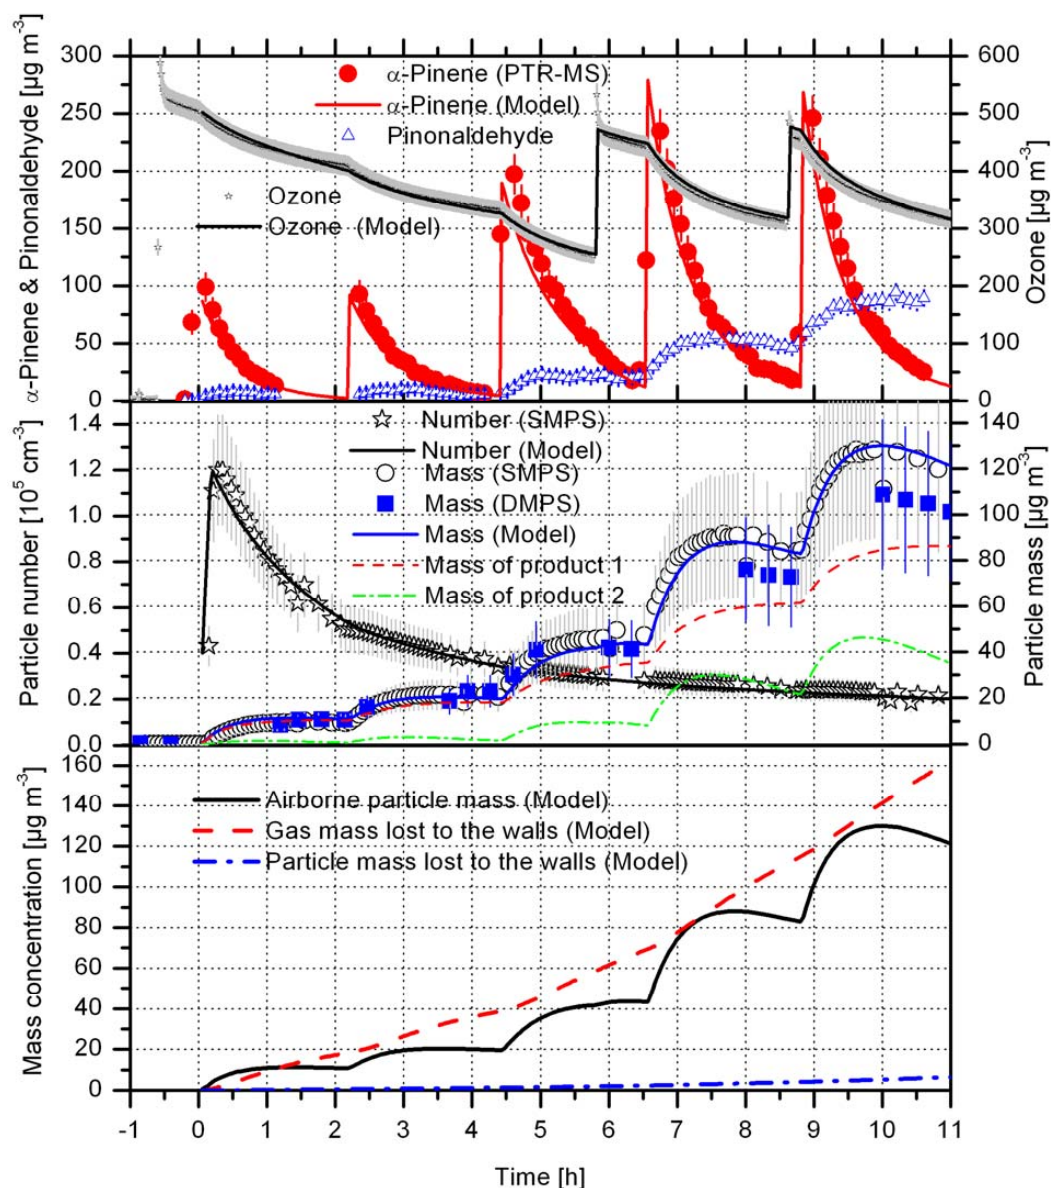 300
250
200
150
100
50
0
α-Pinene & Pinonaldehyde [µg m⁻³]
α-Pinene (PTR-MS)
α-Pinene (Model)
Pinonaldehyde
Ozone
Ozone (Model)
600
500
400
300
200
100
0
Ozone [µg m⁻³]
1.4
1.2
1.0
0.8
0.6
0.4
0.2
0.0
Particle number [10⁵ cm⁻³]
Number (SMPS)
Number (Model)
Mass (SMPS)
Mass (DMPS)
Mass (Model)
Mass of product 1
Mass of product 2
140
120
100
80
60
40
20
0
Particle mass [µg m⁻³]
160
140
120
100
80
60
40
20
0
Mass concentration [µg m⁻³]
Airborne particle mass (Model)
Gas mass lost to the walls (Model)
Particle mass lost to the walls (Model)
-1 0 1 2 3 4 5 6 7 8 9 10 11
Time [h]